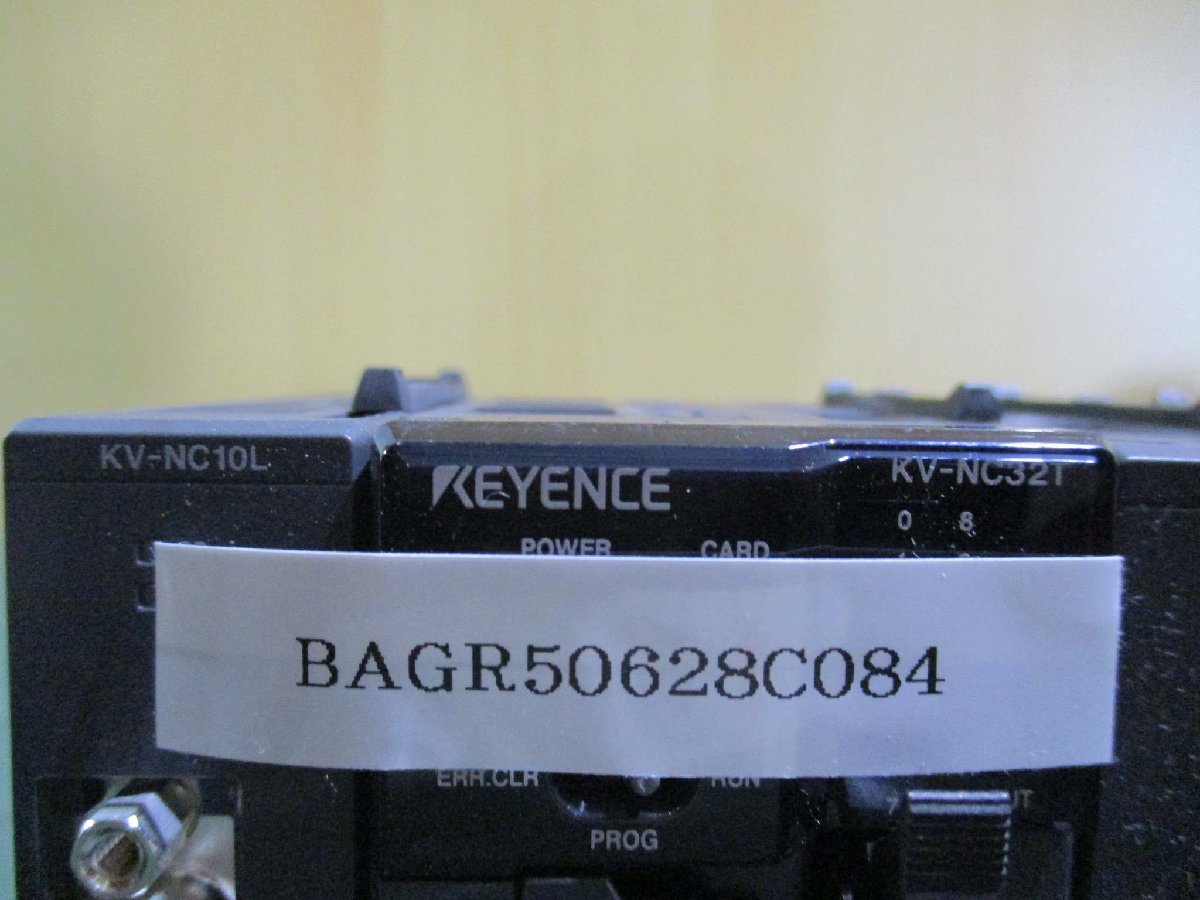 KV-NC10L
KEYENCE
KV-NC32T
0 8
POWER
CARD
BAGR50628C084
ERR.CLR
RUN
PROG